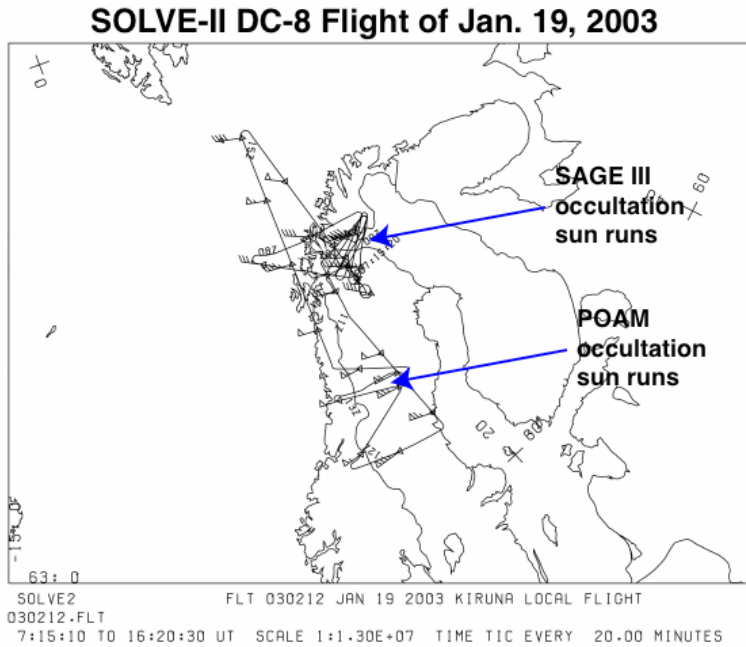 SOLVE-II DC-8 Flight of Jan. 19, 2003
0
SAGE III
occultation
sun runs
60
POAM
occultation
sun runs
20
63: 0
SOLVE2 FLT 030212 JAN 19 2003 KIRUNA LOCAL FLIGHT
030212.FLT
7:15:10 TO 16:20:30 UT SCALE 1:1.30E+07 TIME TIC EVERY 20.00 MINUTES